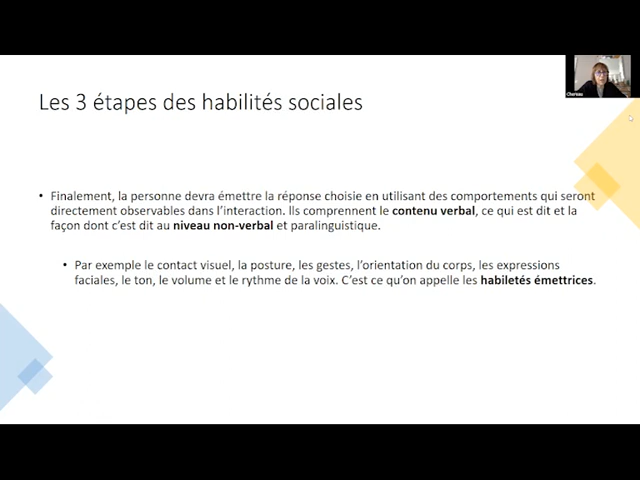 Chareau
Les 3 étapes des habilités sociales
• Finalement, la personne devra émettre la réponse choisie en utilisant des comportements qui seront
directement observables dans l’interaction. Ils comprennent le contenu verbal, ce qui est dit et la
façon dont c’est dit au niveau non-verbal et paralinguistique.
• Par exemple le contact visuel, la posture, les gestes, l’orientation du corps, les expressions
faciales, le ton, le volume et le rythme de la voix. C’est ce qu’on appelle les habiletés émettrices.